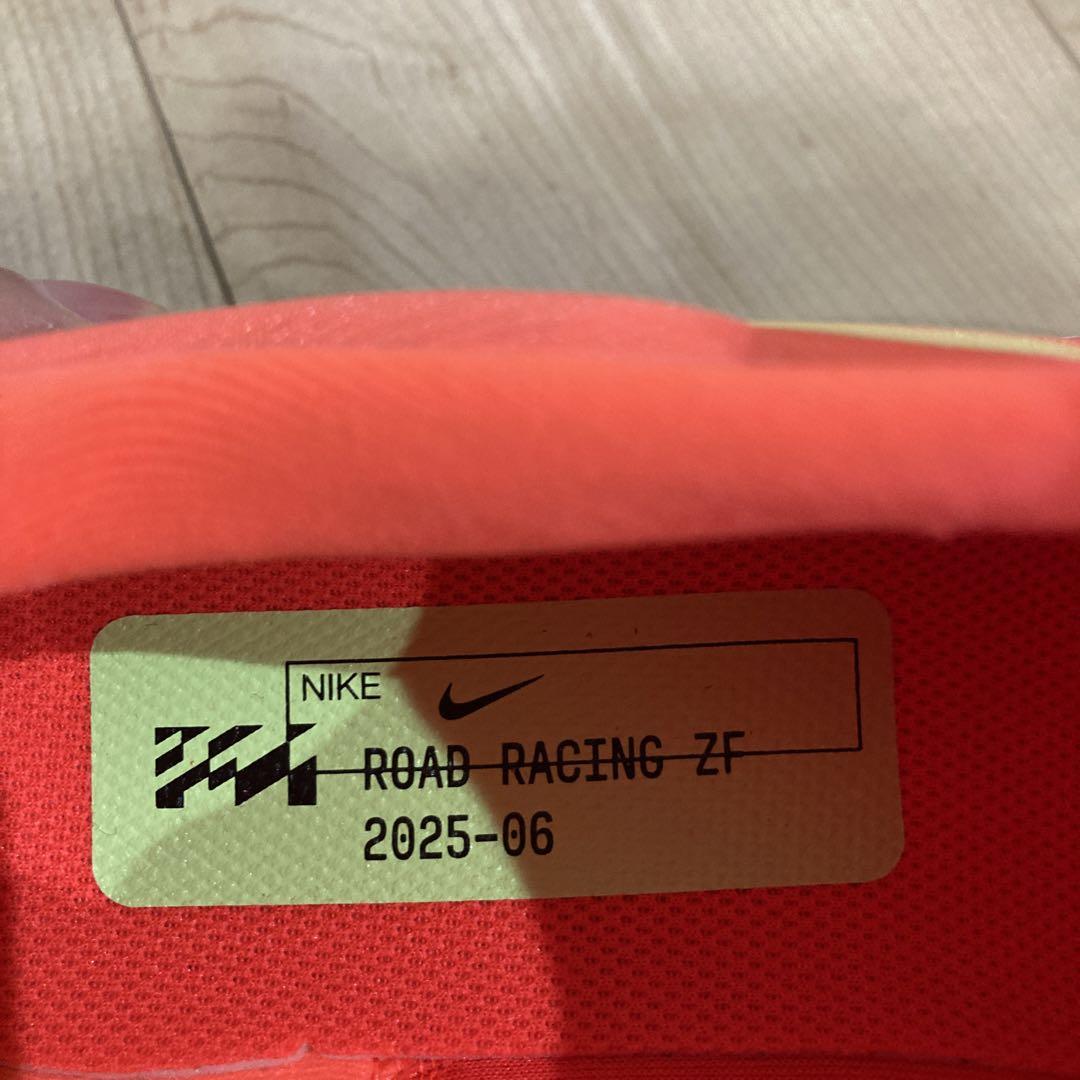 NIKE
ROAD RACING ZF
2025-06